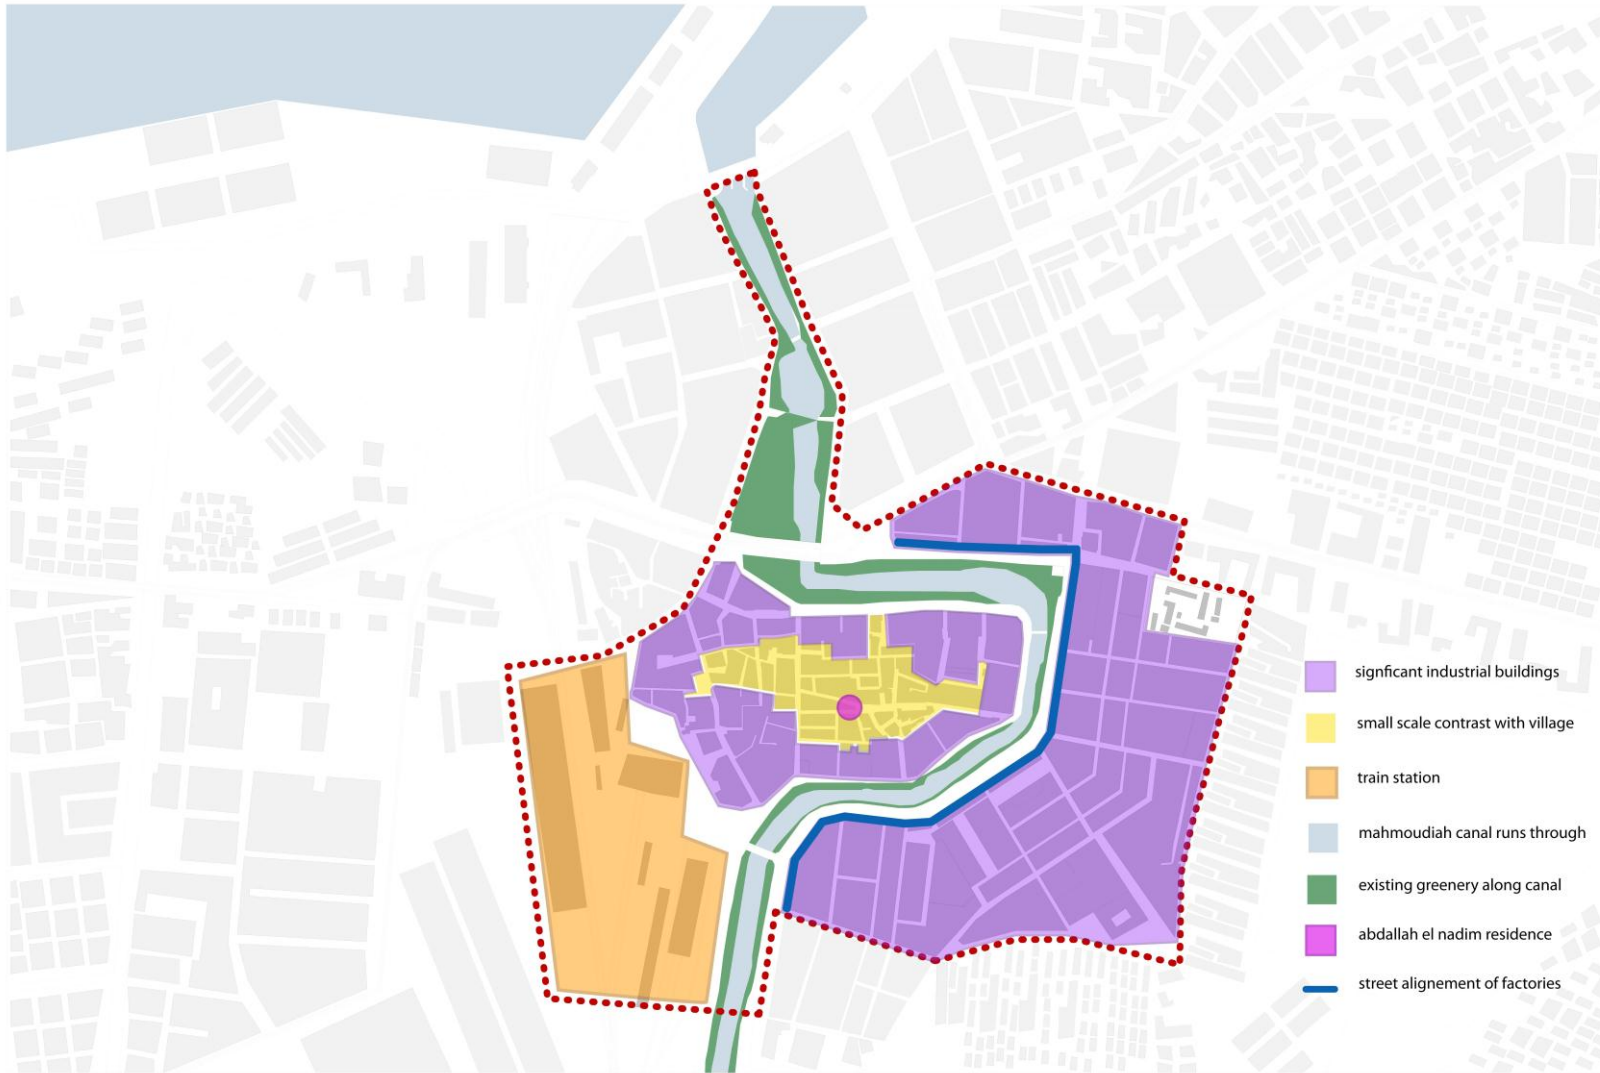 signficant industrial buildings
small scale contrast with village
train station
mahmoudiah canal runs through
existing greenery along canal
abdallah el nadim residence
street alignement of factories